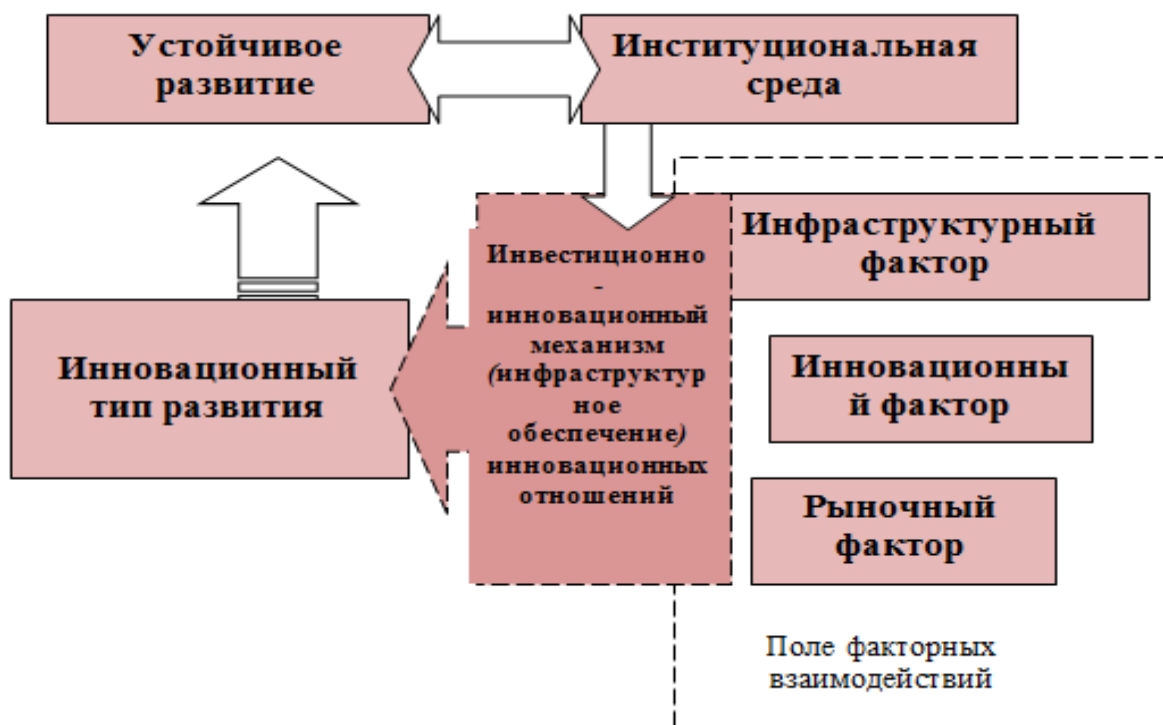 Устойчивое
развитие
Институциональная
среда
Инвестиционно
-
инновационный
механизм
(инфраструктур
ное
обеспечение)
инновационных
отношений
Инфраструктурный
фактор
Инновационный
тип развития
Инновационны
й фактор
Рыночный
фактор
Поле факторных
взаимодействий